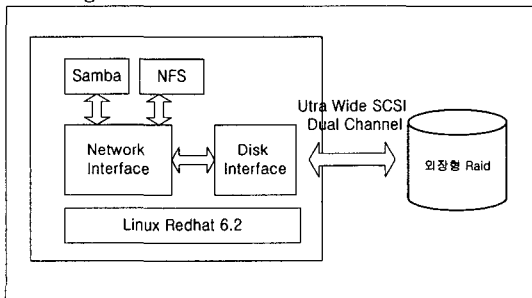 Samba
NFS
Utra Wide SCSI
Dual Channel
Network
Interface
Disk
Interface
외장형 Raid
Linux Redhat 6.2